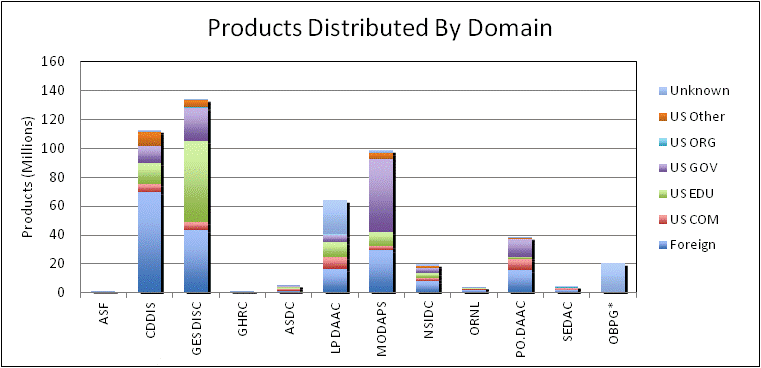 Products Distributed By Domain
Products (Millions)
160
140
120
100
80
60
40
20
0
ASF
CDDIS
GES DISC
GHRC
ASDC
LP DAAC
MODAPS
NSIDC
ORNL
PO.DAAC
SEDAC
OBPG *
Unknown
US Other
US ORG
US GOV
US EDU
US COM
Foreign